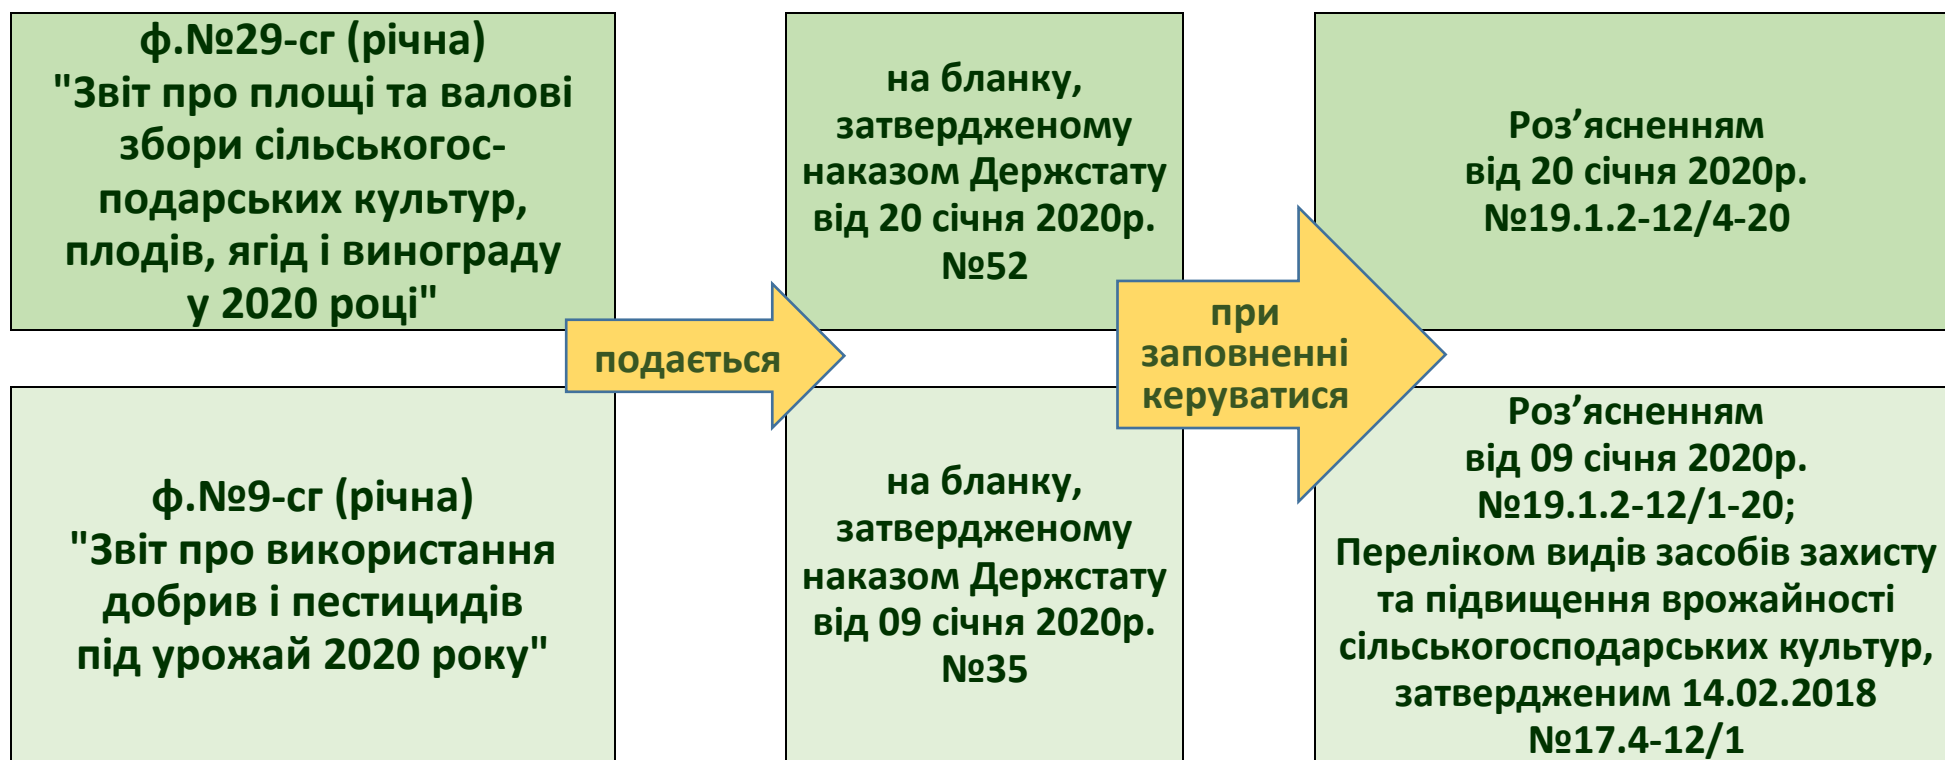 ф.№29-сг (річна)
"Звіт про площі та валові
збори сільськогос-
подарських культур,
плодів, ягід і винограду
у 2020 році"
подається
на бланку,
затвердженому
наказом Держстату
від 20 січня 2020р.
№52
при
заповненні
керуватися
Роз’ясненням
від 20 січня 2020р.
№19.1.2-12/4-20
ф.№9-сг (річна)
"Звіт про використання
добрив і пестицидів
під урожай 2020 року"
на бланку,
затвердженому
наказом Держстату
від 09 січня 2020р.
№35
Роз’ясненням
від 09 січня 2020р.
№19.1.2-12/1-20;
Переліком видів засобів захисту
та підвищення врожайності
сільськогосподарських культур,
затвердженим 14.02.2018
№17.4-12/1